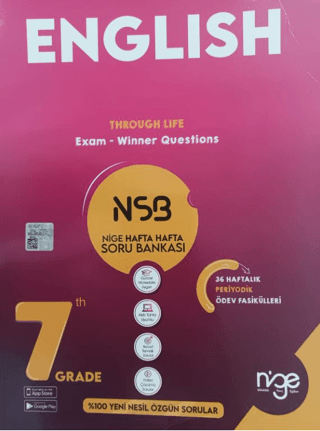 ENGLISH
THROUGH LIFE
Exam - Winner Questions
NSB
NİGE HAFTA HAFTA
SORU BANKASI
36 HAFTALIK
PERİYODİK
ÖDEV FASİKÜLLERİ
7th
GRADE
App Store
Google Play
nige
%100 YENİ NESİL ÖZGÜN SORULAR